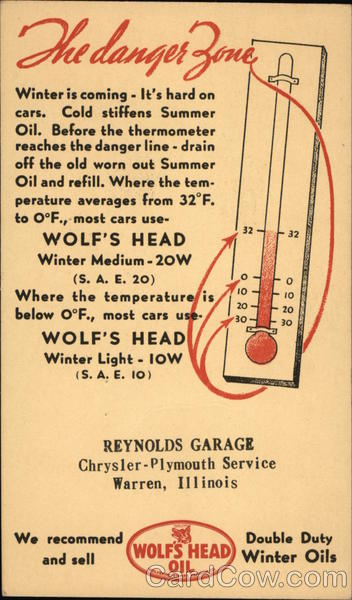 The danger Zone
Winter is coming - It's hard on
cars. Cold stiffens Summer
Oil. Before the thermometer
reaches the danger line - drain
off the old worn out Summer
Oil and refill. Where the tem-
perature averages from 32°F.
to 0°F., most cars use-
WOLF'S HEAD
Winter Medium - 20W
(S. A. E. 20)
Where the temperature is
below 0°F., most cars use-
WOLF'S HEAD
Winter Light - 10W
(S. A. E. 10)
32 32
0 0
10 10
20 20
30 30
REYNOLDS GARAGE
Chrysler-Plymouth Service
Warren, Illinois
We recommend
and sell
WOLF'S HEAD
OIL
Double Duty
Winter Oils
CardCow.com